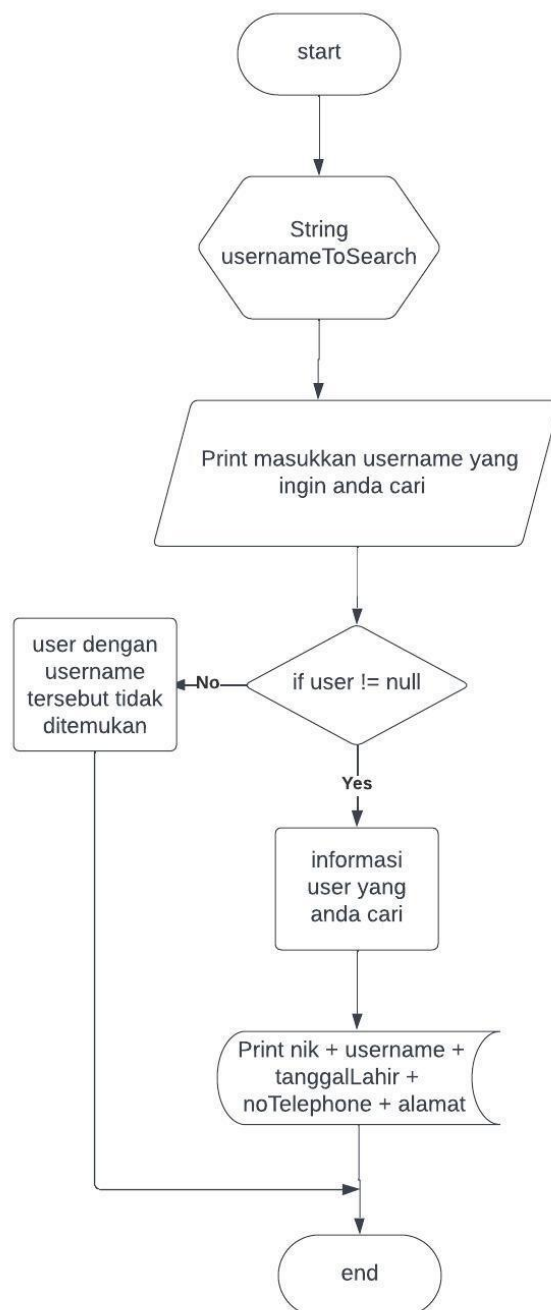 start
String
usernameToSearch
Print masukkan username yang
ingin anda cari
if user != null
No
user dengan
username
tersebut tidak
ditemukan
Yes
informasi
user yang
anda cari
Print nik + username +
tanggalLahir +
noTelephone + alamat
end